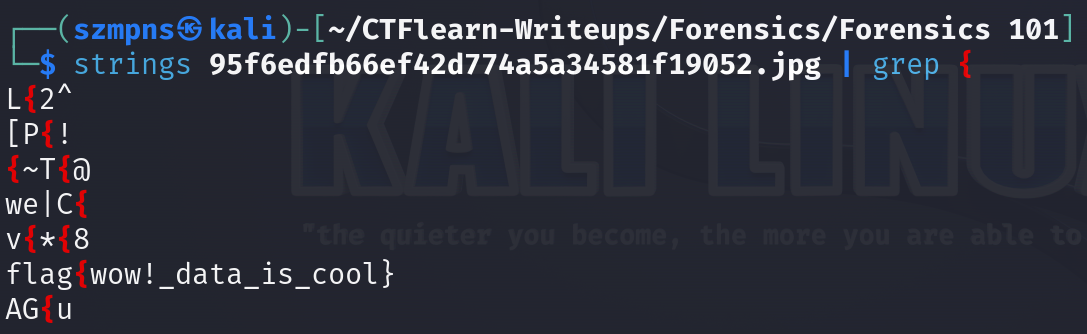 ┌──(szmpns㉿kali)-[~/CTFlearn-Writeups/Forensics/Forensics 101]
└─$ strings 95f6edfb66ef42d774a5a34581f19052.jpg | grep {
L{2^
[P{!
{~T{@
we|C{
v{*{8
flag{wow!_data_is_cool}
AG{u
KALI LINU
"the quieter you become, the more you are able to